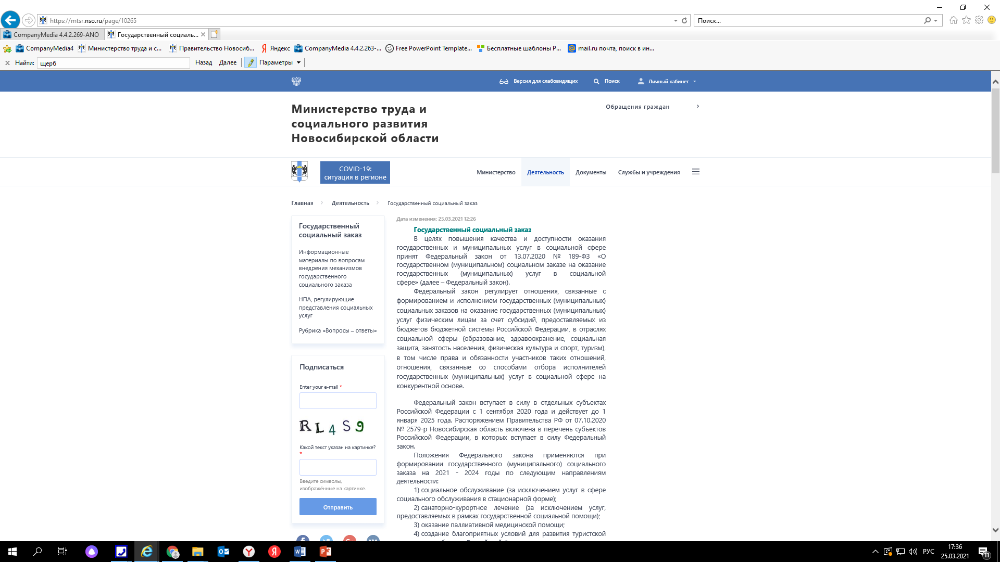 https://mtsr.nso.ru/page/10265
Поиск...
CompanyMedia 4.4.2.269-ANO
Государственный социаль...
CompanyMedia4
Министерство труда и с...
Правительство Новосиб...
Яндекс
CompanyMedia 4.4.2.263-...
Free PowerPoint Template...
Бесплатные шаблоны P...
mail.ru почта, поиск в ин...
Найти: щерб
Назад
Далее
Параметры
Версия для слабовидящих
Поиск
Личный кабинет
Министерство труда и
социального развития
Новосибирской области
Обращения граждан
COVID-19:
ситуация в регионе
Министерство
Деятельность
Документы
Службы и учреждения
Главная
Деятельность
Государственный социальный заказ
Государственный
социальный заказ
Информационные
материалы по вопросам
внедрения механизмов
государственного
социального заказа
НПА, регулирующие
представления социальных
услуг
Рубрика «Вопросы – ответы»
Подписаться
Enter your e-mail *
RL4S9
Какой текст указан на картинке?
*
Введите символы,
изображённые на картинке.
Отправить
Дата изменения: 25.03.2021 12:26
Государственный социальный заказ
В целях повышения качества и доступности оказания
государственных и муниципальных услуг в социальной сфере
принят Федеральный закон от 13.07.2020 № 189-ФЗ «О
государственном (муниципальном) социальном заказе на оказание
государственных (муниципальных) услуг в социальной
сфере» (далее – Федеральный закон).
Федеральный закон регулирует отношения, связанные с
формированием и исполнением государственных (муниципальных)
социальных заказов на оказание государственных (муниципальных)
услуг физическим лицам за счет субсидий, предоставляемых из
бюджетов бюджетной системы Российской Федерации, в отраслях
социальной сферы (образование, здравоохранение, социальная
защита, занятость населения, физическая культура и спорт, туризм),
в том числе права и обязанности участников таких отношений,
отношения, связанные со способами отбора исполнителей
государственных (муниципальных) услуг в социальной сфере на
конкурентной основе.
Федеральный закон вступает в силу в отдельных субъектах
Российской Федерации с 1 сентября 2020 года и действует до 1
января 2025 года. Распоряжением Правительства РФ от 07.10.2020
№ 2579-р Новосибирская область включена в перечень субъектов
Российской Федерации, в которых вступает в силу Федеральный
закон.
Положения Федерального закона применяются при
формировании государственного (муниципального) социального
заказа на 2021 - 2024 годы по следующим направлениям
деятельности:
1) социальное обслуживание (за исключением услуг в сфере
социального обслуживания в стационарной форме);
2) санаторно-курортное лечение (за исключением услуг,
предоставляемых в рамках государственной социальной помощи);
3) оказание паллиативной медицинской помощи;
4) создание благоприятных условий для развития туристской
РУС
17:36
25.03.2021
11